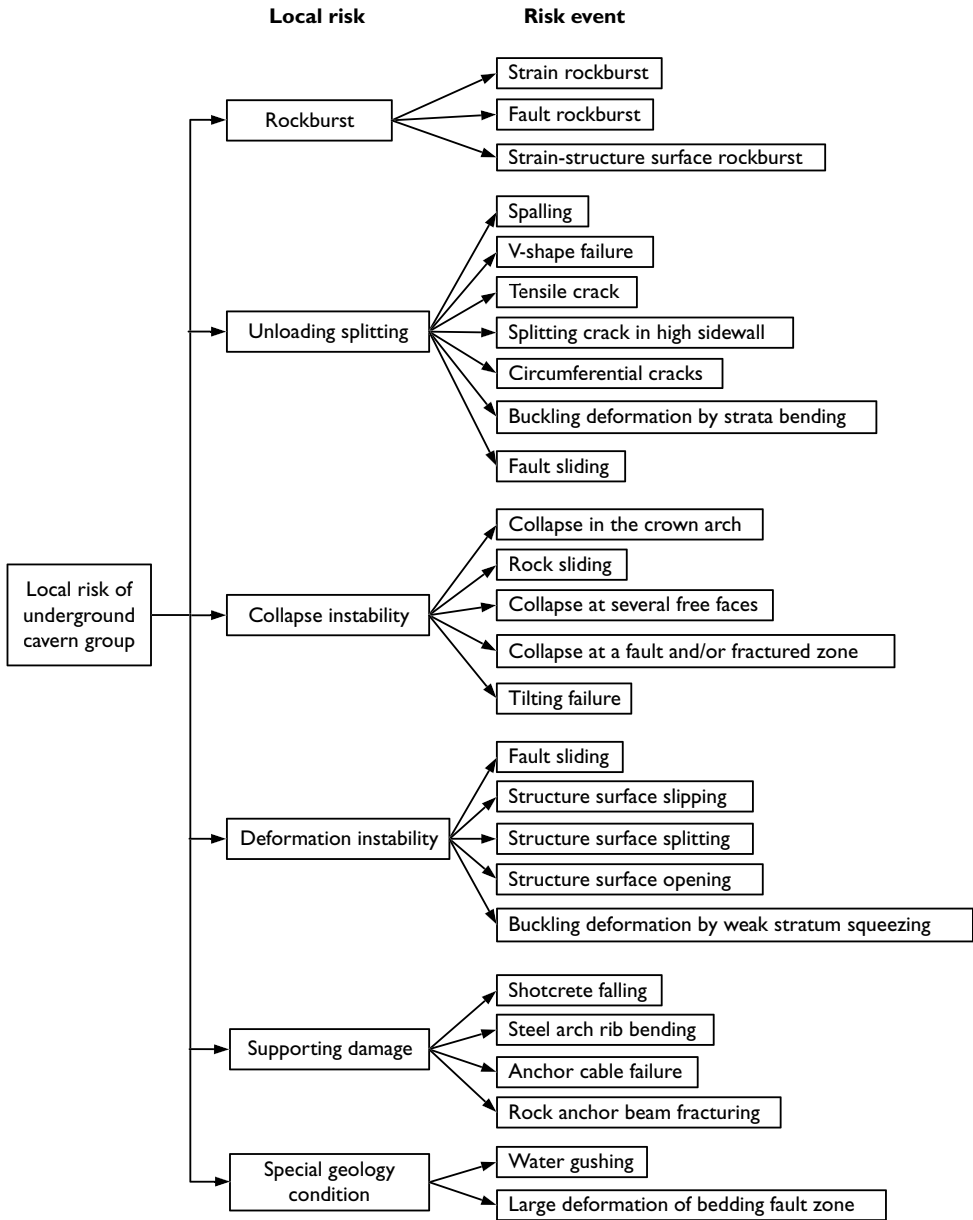 Local risk
Risk event
Local risk of
underground
cavern group
Rockburst
Strain rockburst
Fault rockburst
Strain-structure surface rockburst
Unloading splitting
Spalling
V-shape failure
Tensile crack
Splitting crack in high sidewall
Circumferential cracks
Buckling deformation by strata bending
Fault sliding
Collapse instability
Collapse in the crown arch
Rock sliding
Collapse at several free faces
Collapse at a fault and/or fractured zone
Tilting failure
Deformation instability
Fault sliding
Structure surface slipping
Structure surface splitting
Structure surface opening
Buckling deformation by weak stratum squeezing
Supporting damage
Shotcrete falling
Steel arch rib bending
Anchor cable failure
Rock anchor beam fracturing
Special geology
condition
Water gushing
Large deformation of bedding fault zone